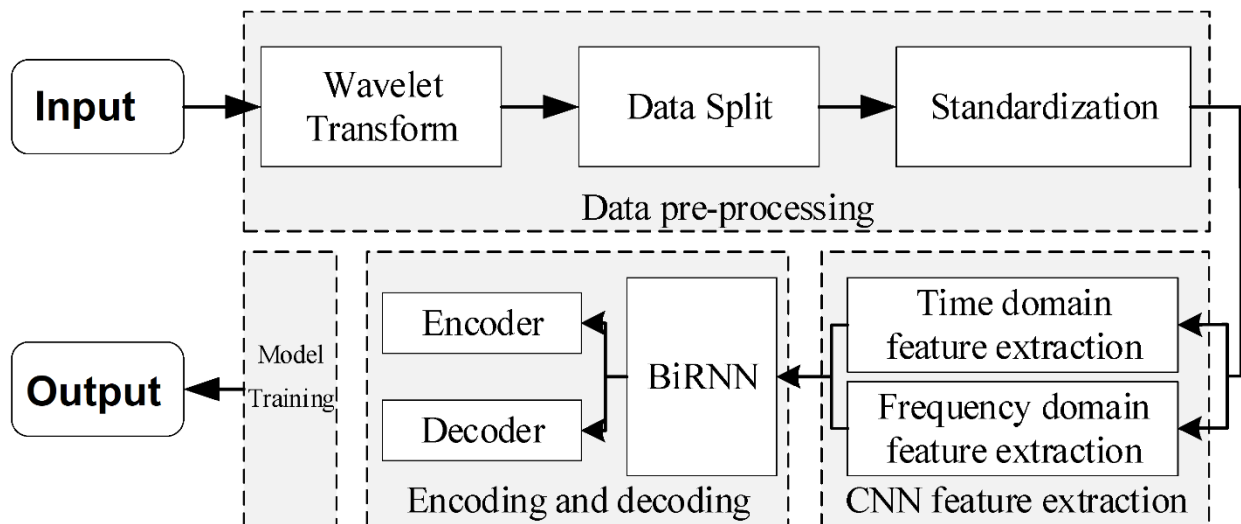 Input
Wavelet
Transform
Data Split
Standardization
Data pre-processing
Time domain
feature extraction
Frequency domain
feature extraction
CNN feature extraction
BiRNN
Encoder
Decoder
Encoding and decoding
Model
Training
Output